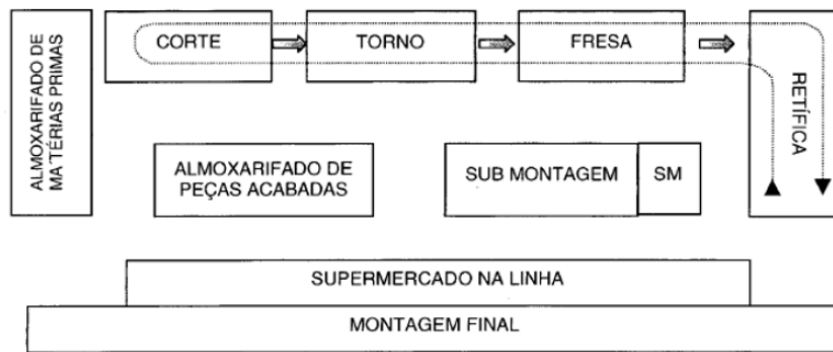 ALMOXARIFADO DE
MATÉRIAS PRIMAS
CORTE
TORNO
FRESA
RETÍFICA
ALMOXARIFADO DE
PEÇAS ACABADAS
SUB MONTAGEM
SM
SUPERMERCADO NA LINHA
MONTAGEM FINAL